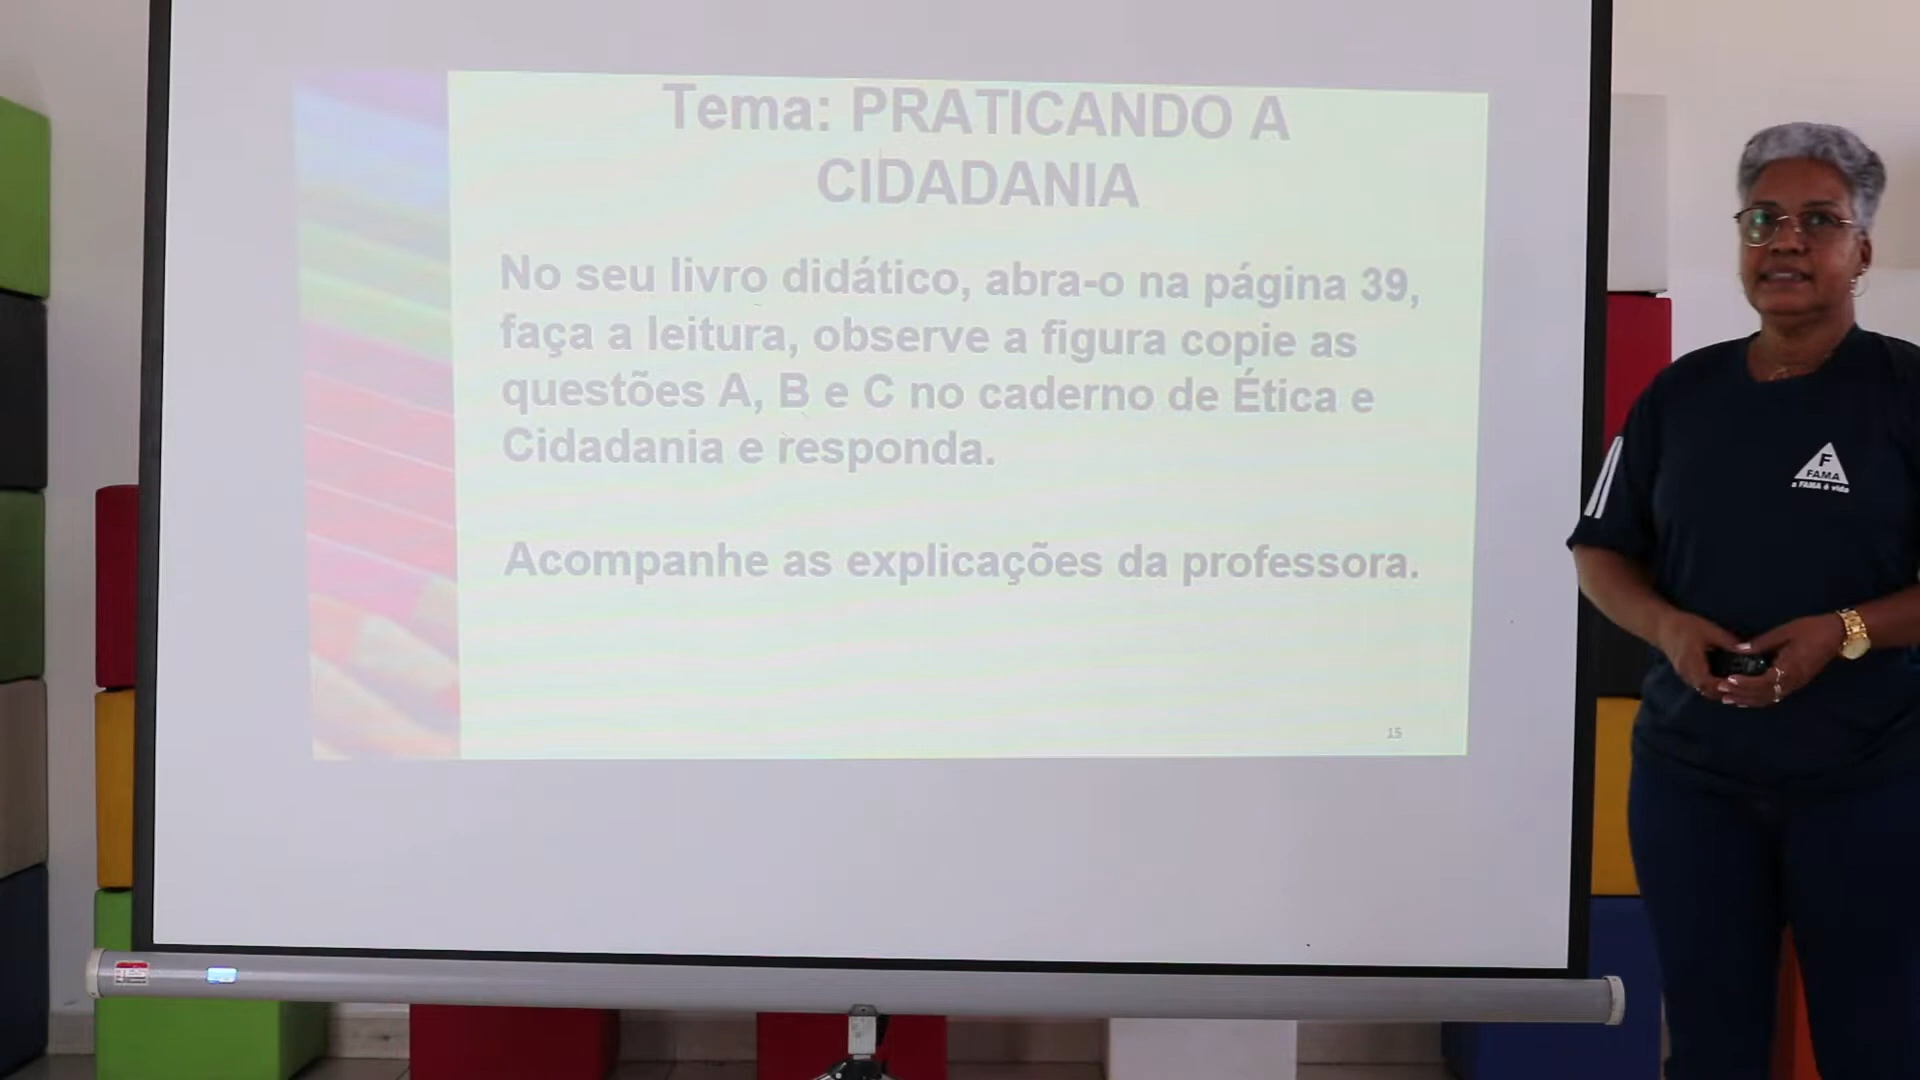 Tema: PRATICANDO A
CIDADANIA
No seu livro didático, abra-o na página 39,
faça a leitura, observe a figura copie as
questões A, B e C no caderno de Ética e
Cidadania e responda.
Acompanhe as explicações da professora.
15
F
FAMA
a FAMA é vida